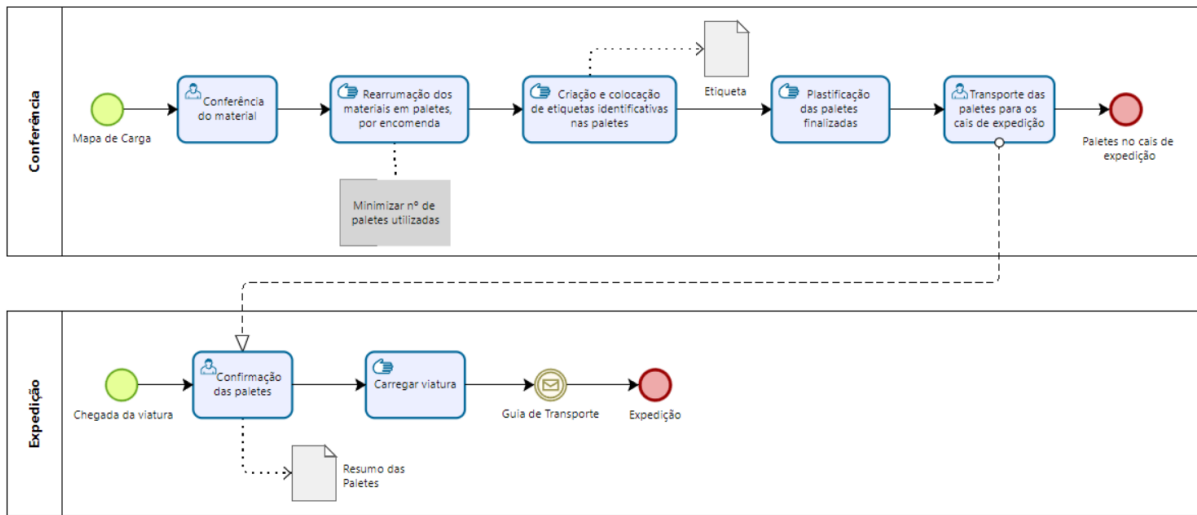 Conferência
Mapa de Carga
Conferência
do material
Rearrumação dos
materiais em paletes,
por encomenda
Minimizar nº de
paletes utilizadas
Criação e colocação
de etiquetas identificativas
nas paletes
Etiqueta
Plastificação
das paletes
finalizadas
Transporte das
paletes para os
cais de expedição
Paletes no cais de
expedição
Expedição
Chegada da viatura
Confirmação
das paletes
Resumo das
Paletes
Carregar viatura
Guia de Transporte
Expedição